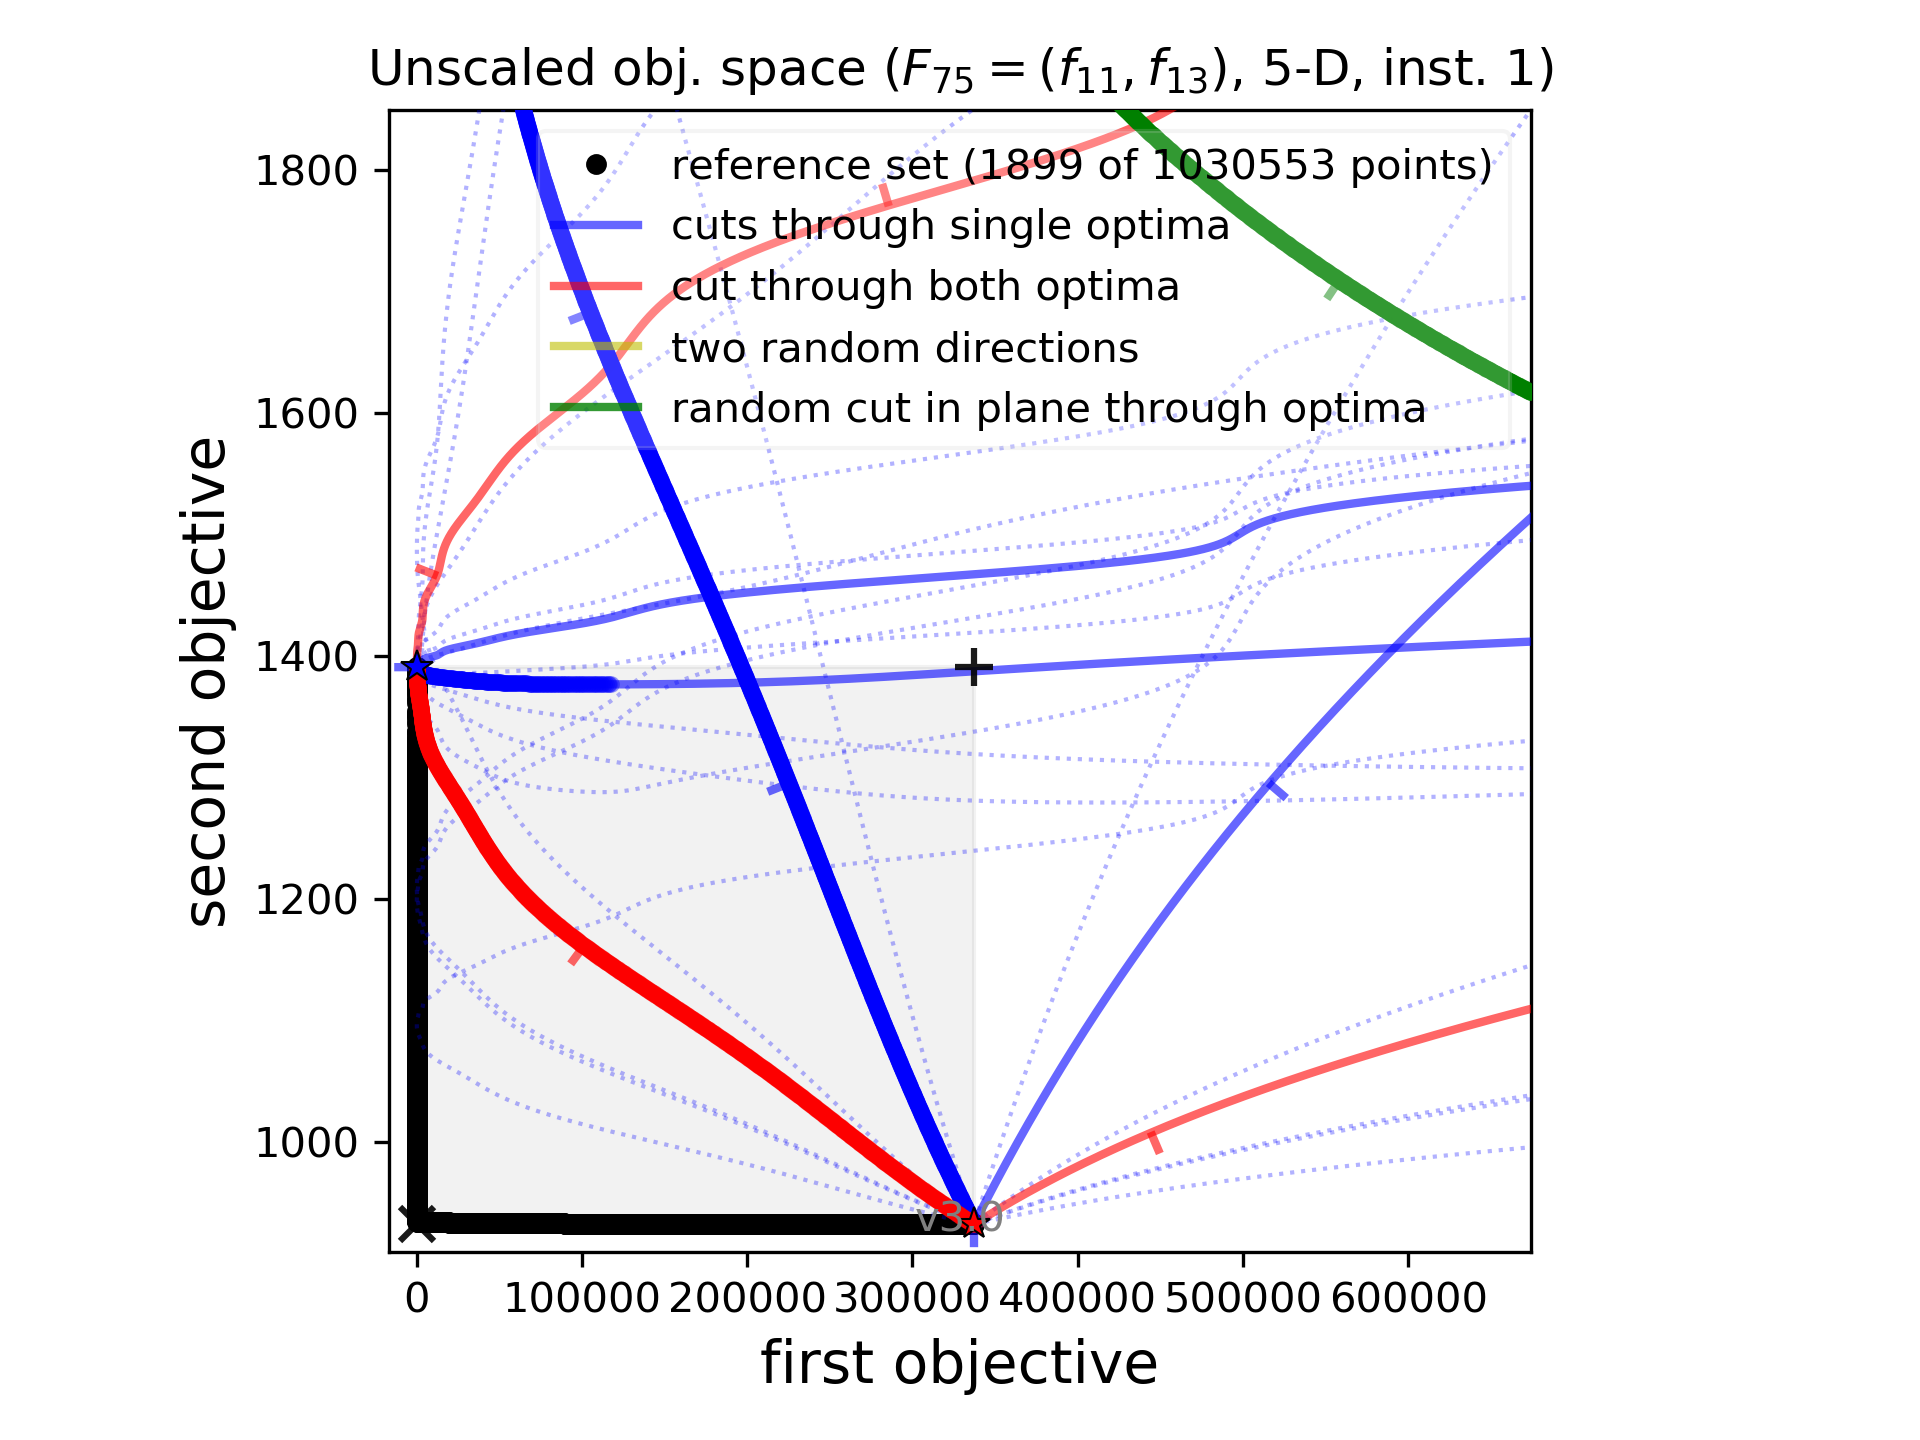 Unscaled obj. space (F₇₅ = (f₁₁, f₁₃), 5-D, inst. 1)
reference set (1899 of 1030553 points)
cuts through single optima
cut through both optima
two random directions
random cut in plane through optima
second objective
1800
1600
1400
1200
1000
v3.0
0 100000 200000 300000 400000 500000 600000
first objective